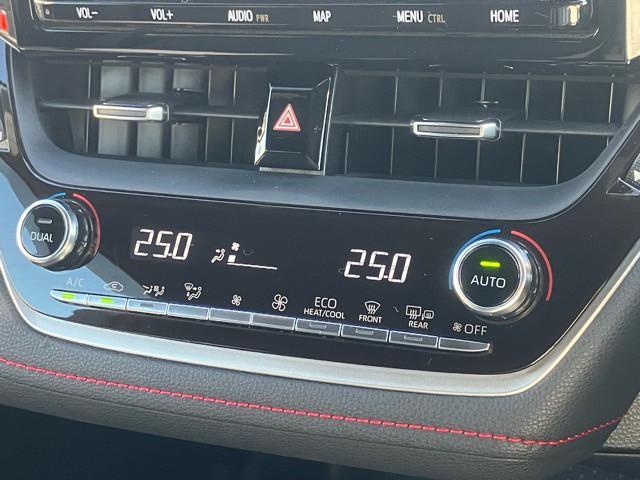 VOL− VOL+ AUDIO PWR MAP MENU CTRL HOME
DUAL 25.0 25.0 AUTO
A/C ECO HEAT/COOL FRONT REAR OFF